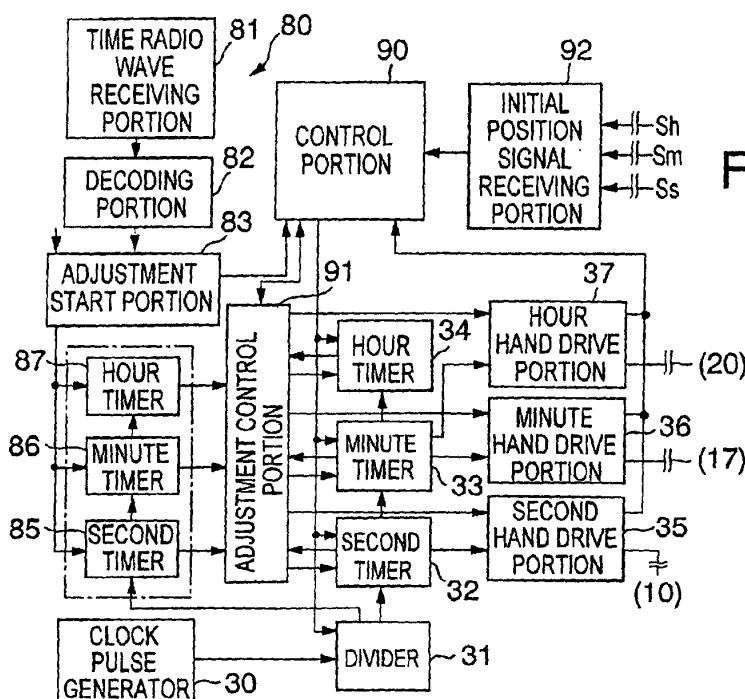 81
80
TIME RADIO
WAVE
RECEIVING
PORTION
90
CONTROL
PORTION
92
INITIAL
POSITION
SIGNAL
RECEIVING
PORTION
Sh
Sm
Ss
F
DECODING
PORTION
82
83
ADJUSTMENT
START PORTION
91
ADJUSTMENT CONTROL
PORTION
87
HOUR
TIMER
86
MINUTE
TIMER
85
SECOND
TIMER
34
HOUR
TIMER
MINUTE
TIMER
33
SECOND
TIMER
32
37
HOUR
HAND DRIVE
PORTION
(20)
MINUTE
HAND DRIVE
PORTION
36
(17)
SECOND
HAND DRIVE
PORTION
35
(10)
CLOCK
PULSE
GENERATOR
30
DIVIDER
31